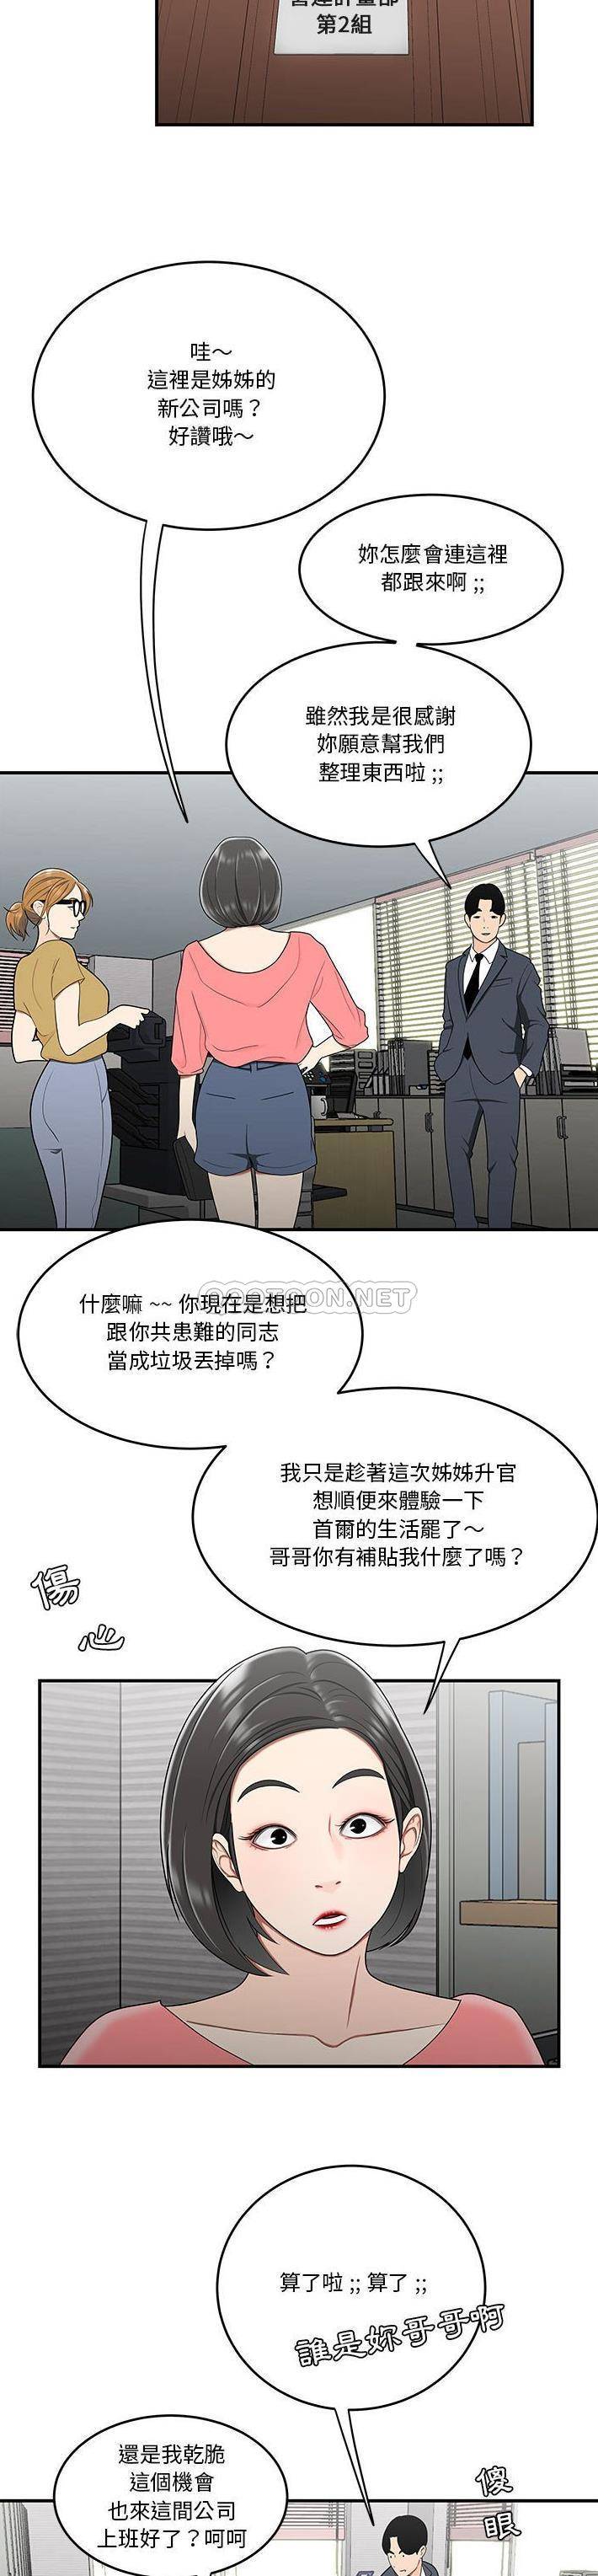 營運計畫部
第2組
哇～
這裡是姊姊的
新公司嗎？
好讚哦～
妳怎麼會連這裡
都跟來啊 ;;
雖然我是很感謝
妳願意幫我們
整理東西啦 ;;
什麼嘛 ~~ 你現在是想把
跟你共患難的同志
當成垃圾丟掉嗎？
我只是趁著這次姊姊升官
想順便來體驗一下
首爾的生活罷了～
哥哥你有補貼我什麼了嗎？
傷
心
算了啦 ;; 算了 ;;
誰是妳哥哥啊
還是我乾脆
這個機會
也來這間公司
上班好了？呵呵
傻
眼